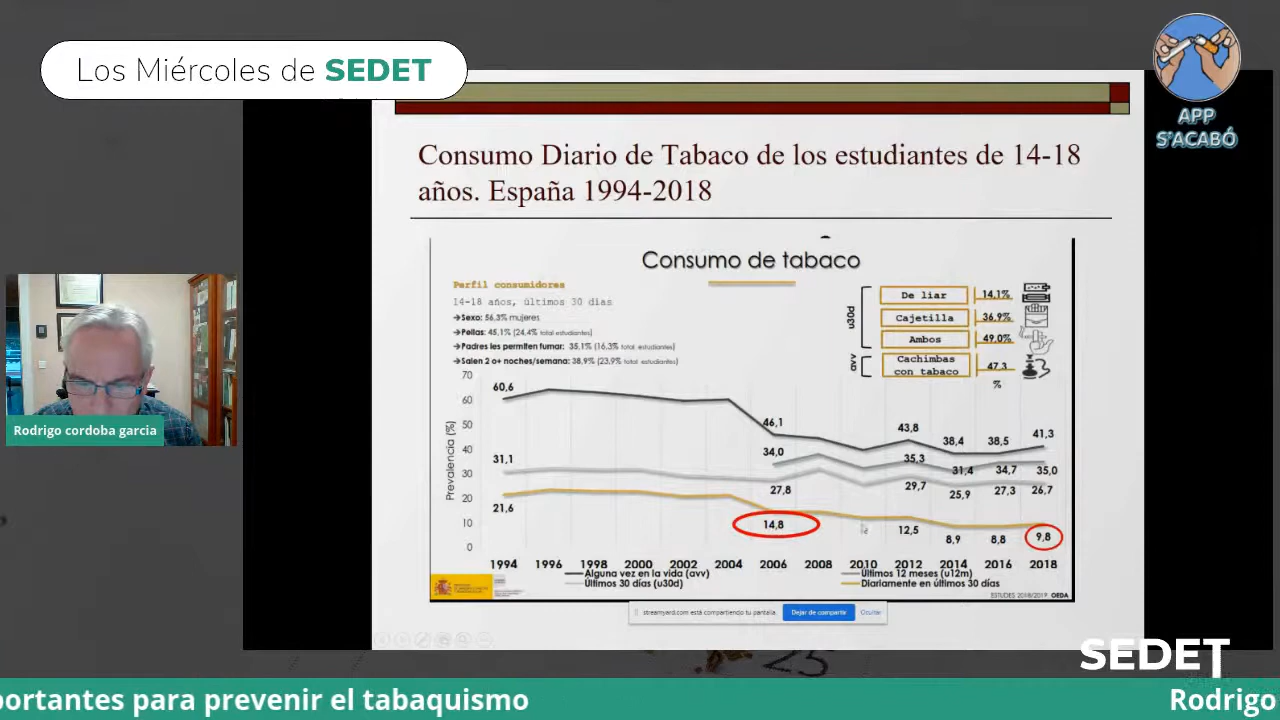 Los Miércoles de SEDET
APP
S'ACABÓ
Consumo Diario de Tabaco de los estudiantes de 14-18
años. España 1994-2018
Consumo de tabaco
Perfil consumidores
14-18 años, últimos 30 días
→Sexo: 56,3% mujeres
→Pellas: 45,1% (24,4% total estudiantes)
→Padres les permiten fumar: 35,1% (16,3% total estudiantes)
→Salen 2 o+ noches/semana: 38,9% (23,9% total estudiantes)
u30d
De liar 14,1%
Cajetilla 36,9%
Ambos 49,0%
avv
Cachimbas
con tabaco
47,3
%
Prevalencia (%)
70
60
50
40
30
20
10
0
60,6 46,1 43,8 38,4 38,5 41,3
34,0 35,3 31,4 34,7 35,0
31,1 27,8 29,7 25,9 27,3 26,7
21,6 14,8 12,5 8,9 8,8 9,8
1994 1996 1998 2000 2002 2004 2006 2008 2010 2012 2014 2016 2018
Alguna vez en la vida (avv)
Últimos 12 meses (u12m)
Últimos 30 días (u30d)
Diariamente en últimos 30 días
ESTUDES 2018/2019. OEDA
streamyard.com está compartiendo tu pantalla.
Dejar de compartir
Ocultar
Rodrigo cordoba garcia
25
SEDET
portantes para prevenir el tabaquismo
Rodrigo